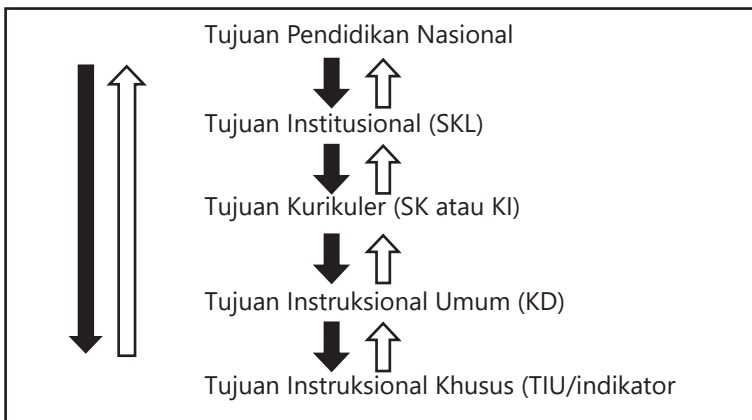 Tujuan Pendidikan Nasional
Tujuan Institusional (SKL)
Tujuan Kurikuler (SK atau KI)
Tujuan Instruksional Umum (KD)
Tujuan Instruksional Khusus (TIU/indikator